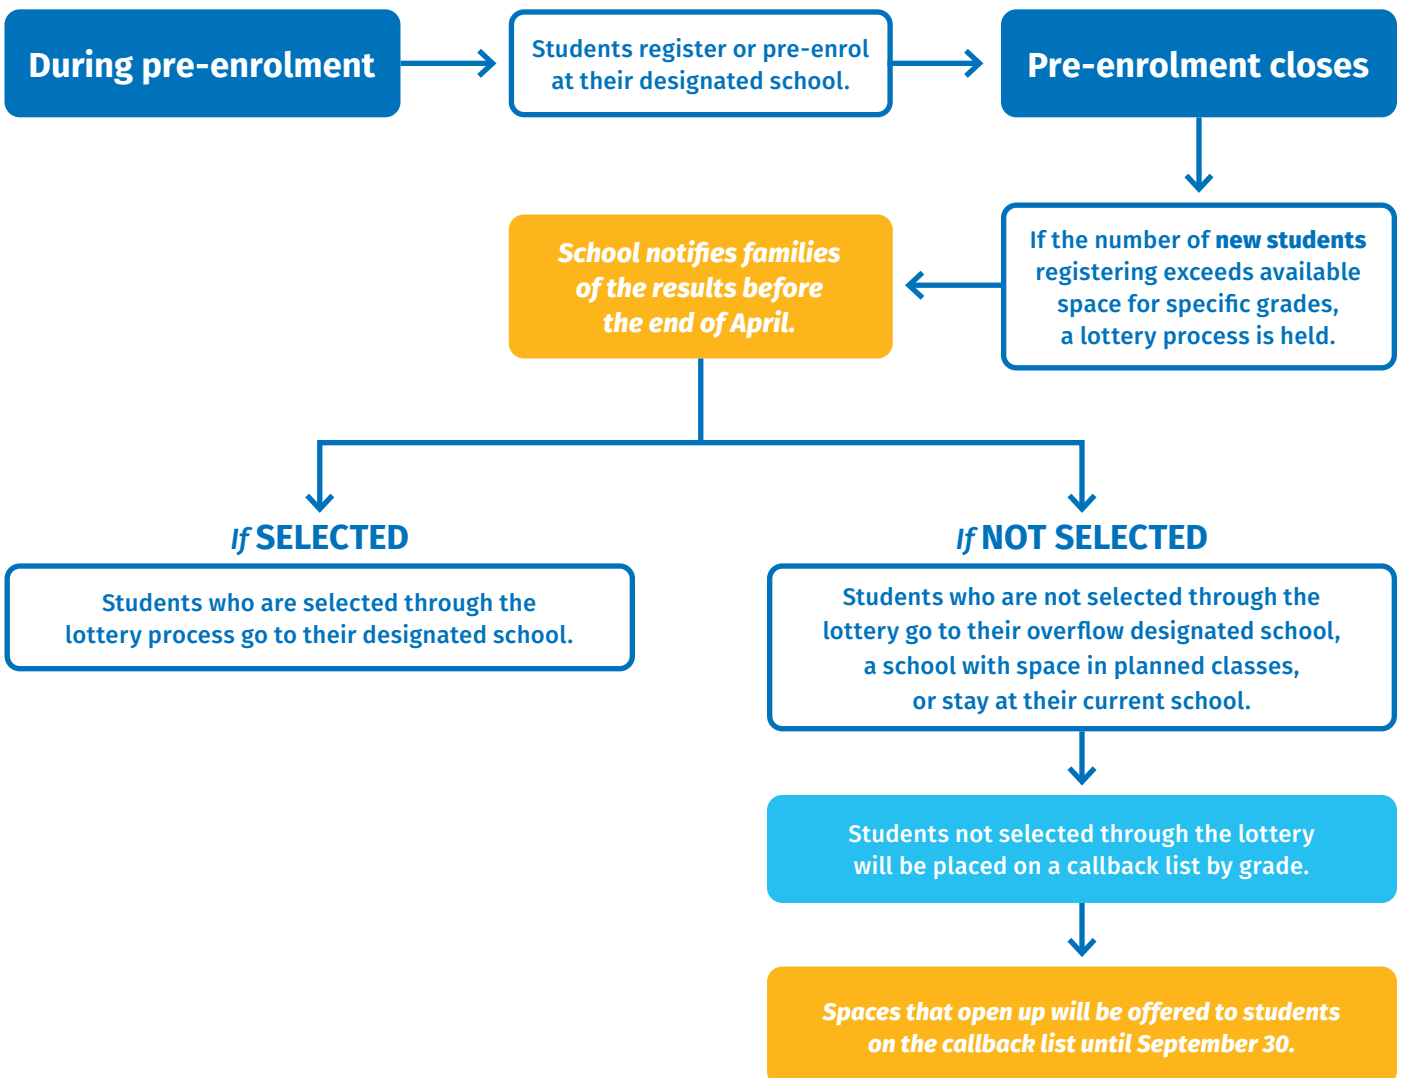 During pre-enrolment
Students register or pre-enrol
at their designated school.
Pre-enrolment closes
If the number of new students
registering exceeds available
space for specific grades,
a lottery process is held.
School notifies families
of the results before
the end of April.
If SELECTED
Students who are selected through the
lottery process go to their designated school.
If NOT SELECTED
Students who are not selected through the
lottery go to their overflow designated school,
a school with space in planned classes,
or stay at their current school.
Students not selected through the lottery
will be placed on a callback list by grade.
Spaces that open up will be offered to students
on the callback list until September 30.